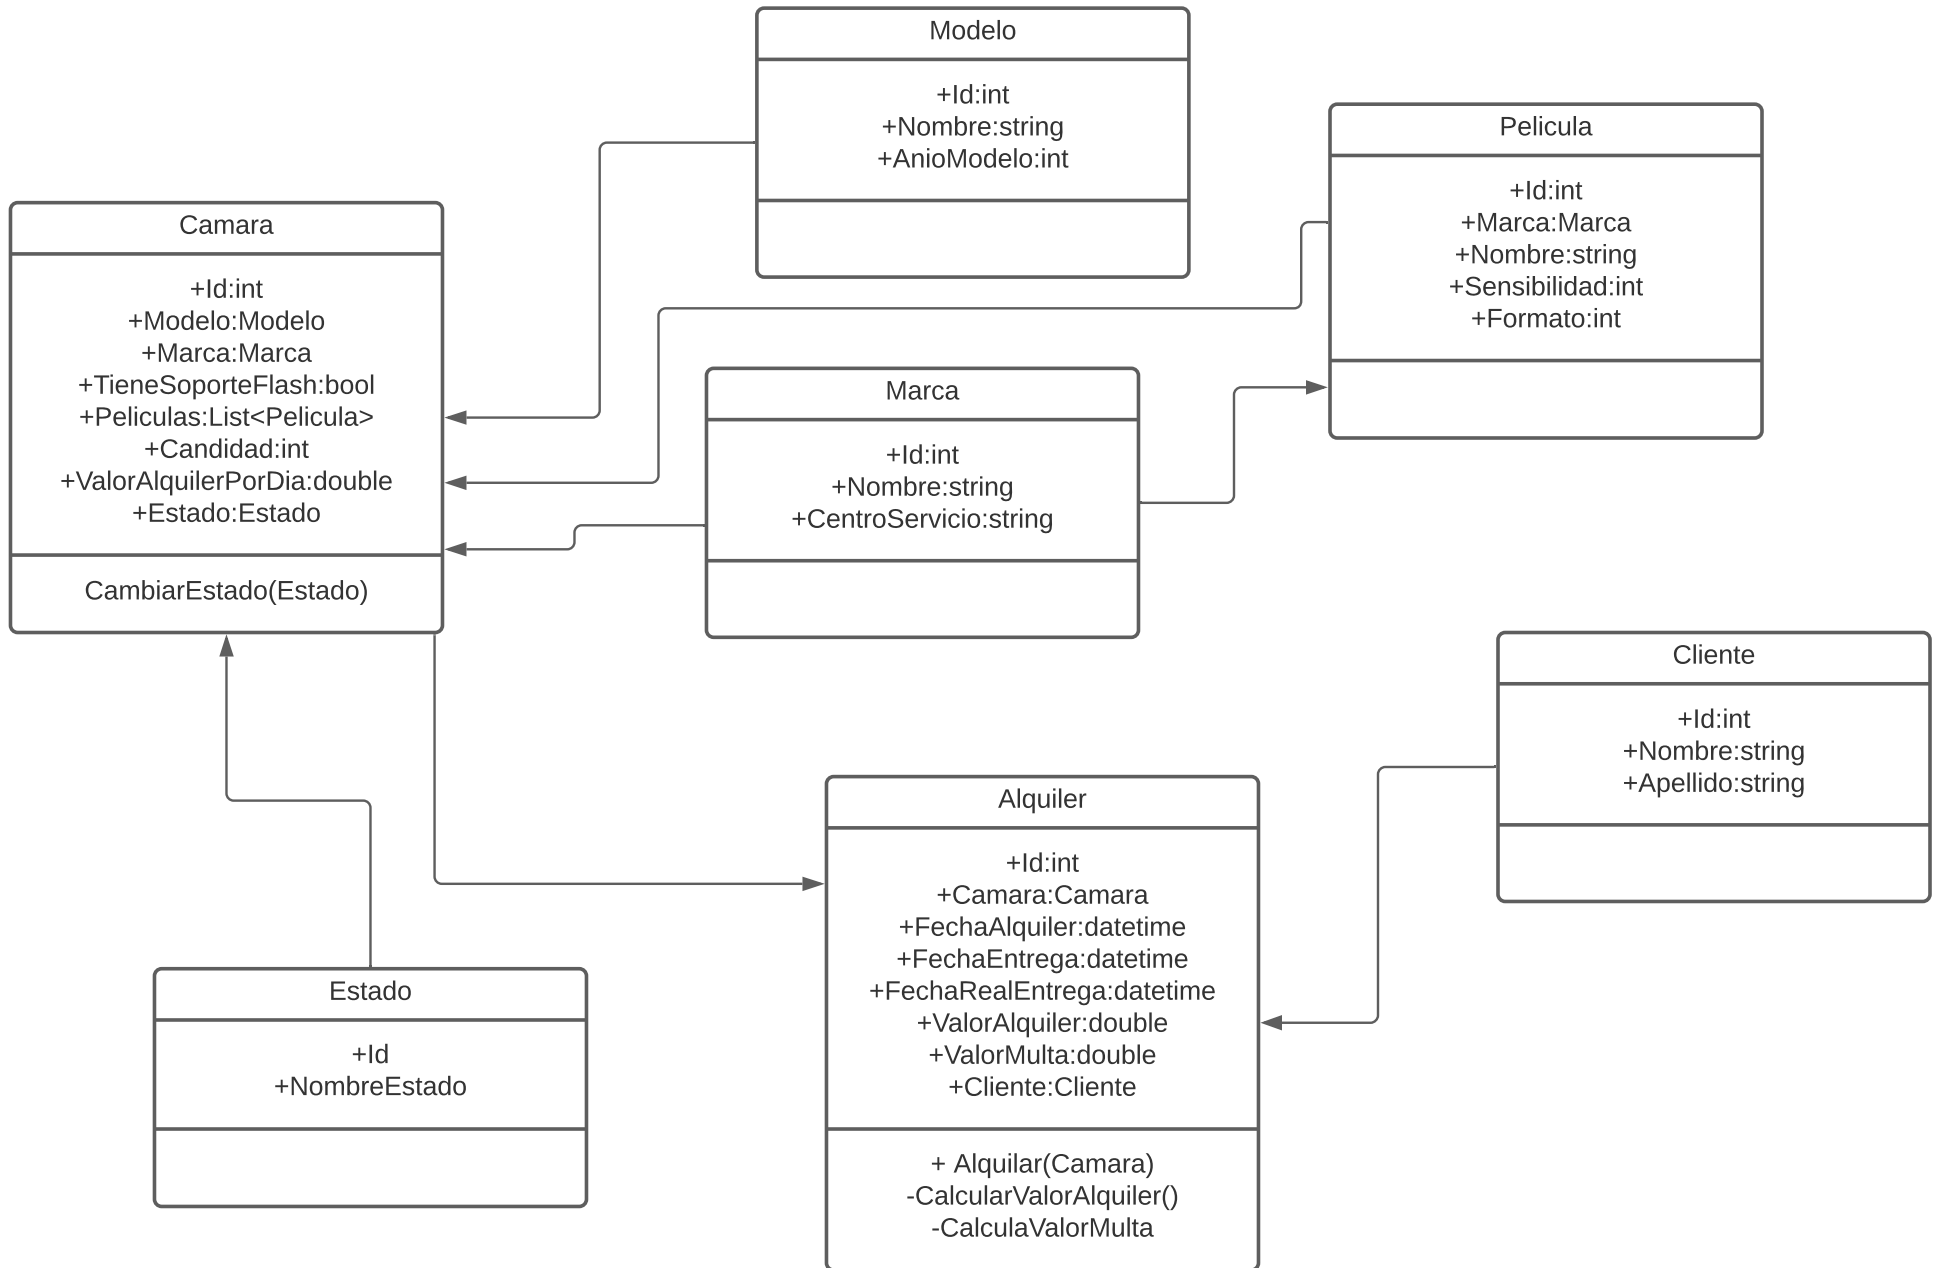 Modelo
+Id:int
+Nombre:string
+AnioModelo:int
Pelicula
+Id:int
+Marca:Marca
+Nombre:string
+Sensibilidad:int
+Formato:int
Camara
+Id:int
+Modelo:Modelo
+Marca:Marca
+TieneSoporteFlash:bool
+Peliculas:List<Pelicula>
+Candidad:int
+ValorAlquilerPorDia:double
+Estado:Estado
CambiarEstado(Estado)
Marca
+Id:int
+Nombre:string
+CentroServicio:string
Cliente
+Id:int
+Nombre:string
+Apellido:string
Alquiler
+Id:int
+Camara:Camara
+FechaAlquiler:datetime
+FechaEntrega:datetime
+FechaRealEntrega:datetime
+ValorAlquiler:double
+ValorMulta:double
+Cliente:Cliente
+ Alquilar(Camara)
-CalcularValorAlquiler()
-CalculaValorMulta
Estado
+Id
+NombreEstado